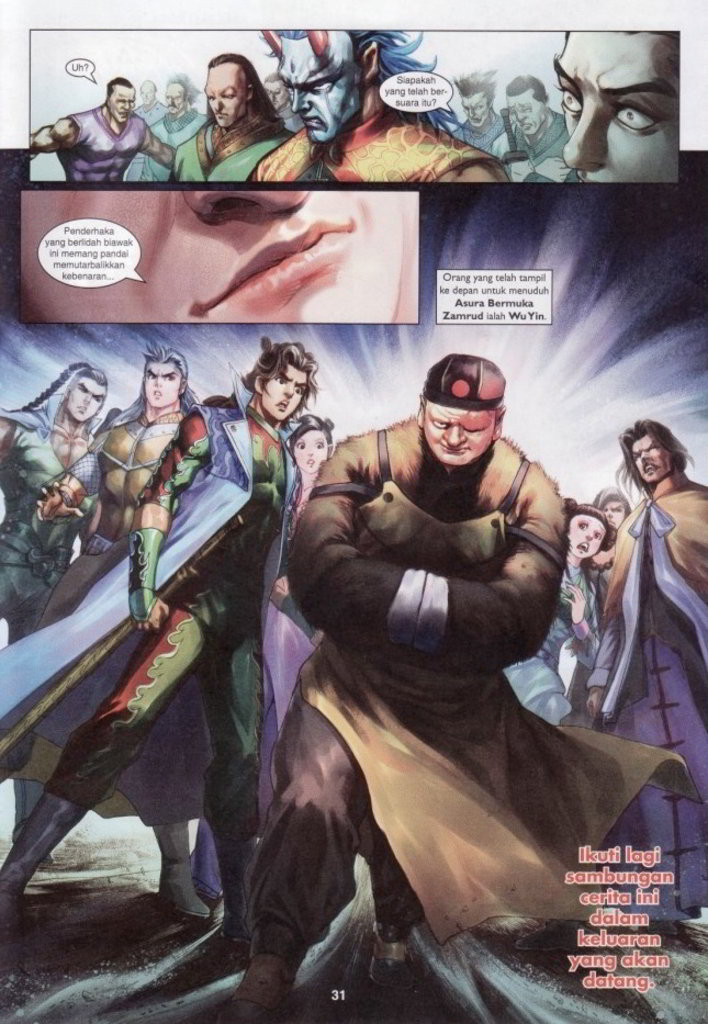 Uh?
Siapakah
yang telah ber-
suara itu?
Penderhaka
yang berlidah biawak
ini memang pandai
memutarbalikkan
kebenaran...
Orang yang telah tampil
ke depan untuk menuduh
Asura Bermuka
Zamrud ialah Wu Yin.
Ikuti lagi
sambungan
cerita ini
dalam
keluaran
yang akan
datang.
31